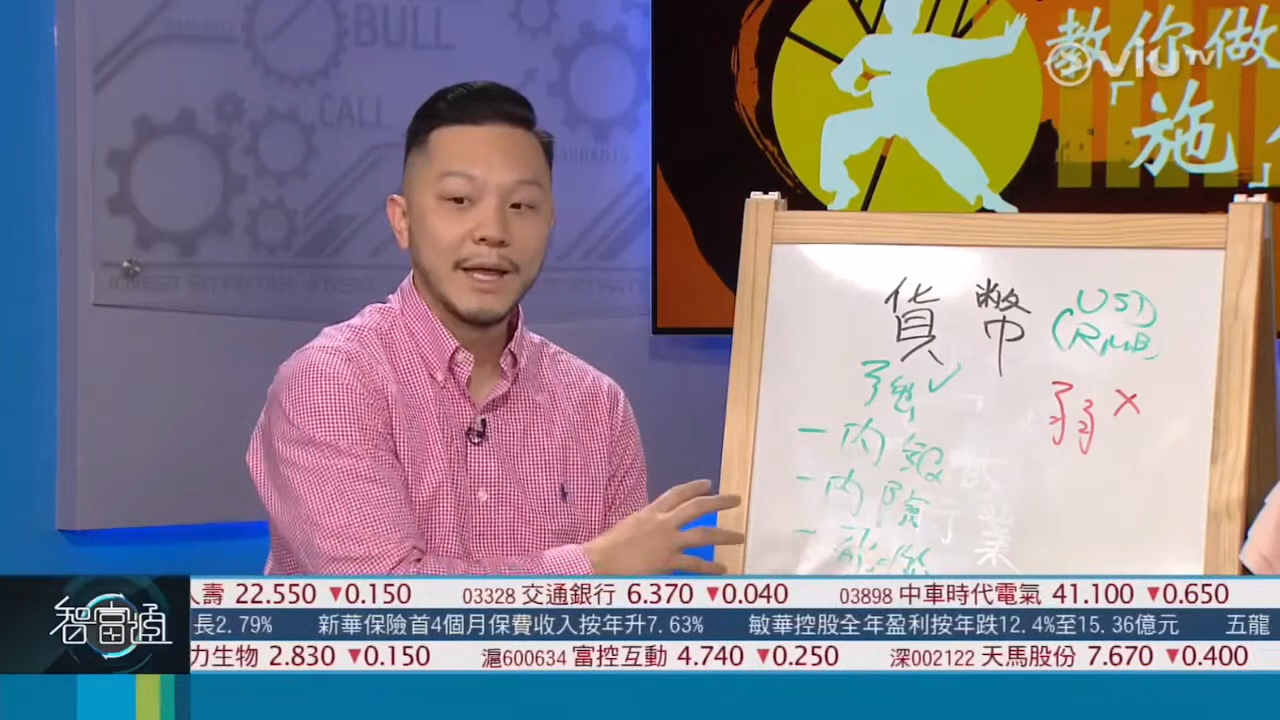 BULL
CALL
教你做
ViuTV
「施
貨幣
USD
(RMB)
強✓
弱×
- 內銀
- 內險
行業
壽 22.550 ▼0.150 03328 交通銀行 6.370 ▼0.040 03898 中車時代電氣 41.100 ▼0.650
智富通
長2.79% 新華保險首4個月保費收入按年升7.63% 敏華控股全年盈利按年跌12.4%至15.36億元 五龍
力生物 2.830 ▼0.150 滬600634 富控互動 4.740 ▼0.250 深002122 天馬股份 7.670 ▼0.400